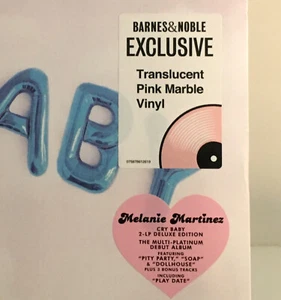 BARNES&NOBLE
EXCLUSIVE
Translucent
Pink Marble
Vinyl
ABY
Melanie Martinez
CRY BABY
2-LP DELUXE EDITION
THE MULTI-PLATINUM
DEBUT ALBUM
FEATURING
"PITY PARTY," "SOAP"
& "DOLLHOUSE"
PLUS 3 BONUS TRACKS
INCLUDING
"PLAY DATE"